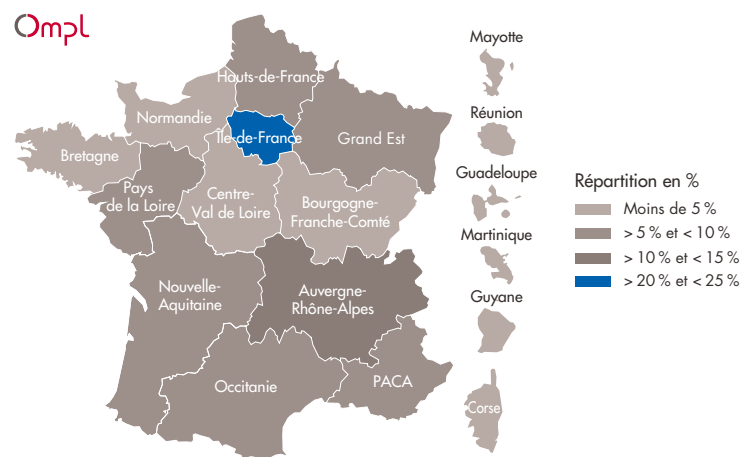 Ompl
Hauts-de-France
Normandie
Île-de-France
Grand Est
Bretagne
Pays
de la Loire
Centre-
Val de Loire
Bourgogne-
Franche-Comté
Nouvelle-
Aquitaine
Auvergne-
Rhône-Alpes
Occitanie
PACA
Mayotte
Réunion
Guadeloupe
Martinique
Guyane
Corse
Répartition en %
Moins de 5 %
> 5 % et < 10 %
> 10 % et < 15 %
> 20 % et < 25 %